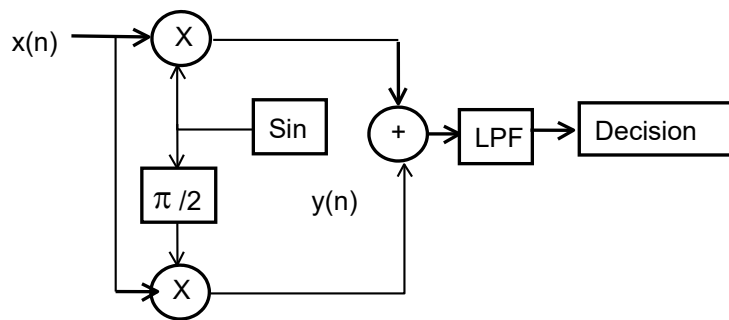 x(n)
X
Sin
+
LPF
Decision
π /2
y(n)
X